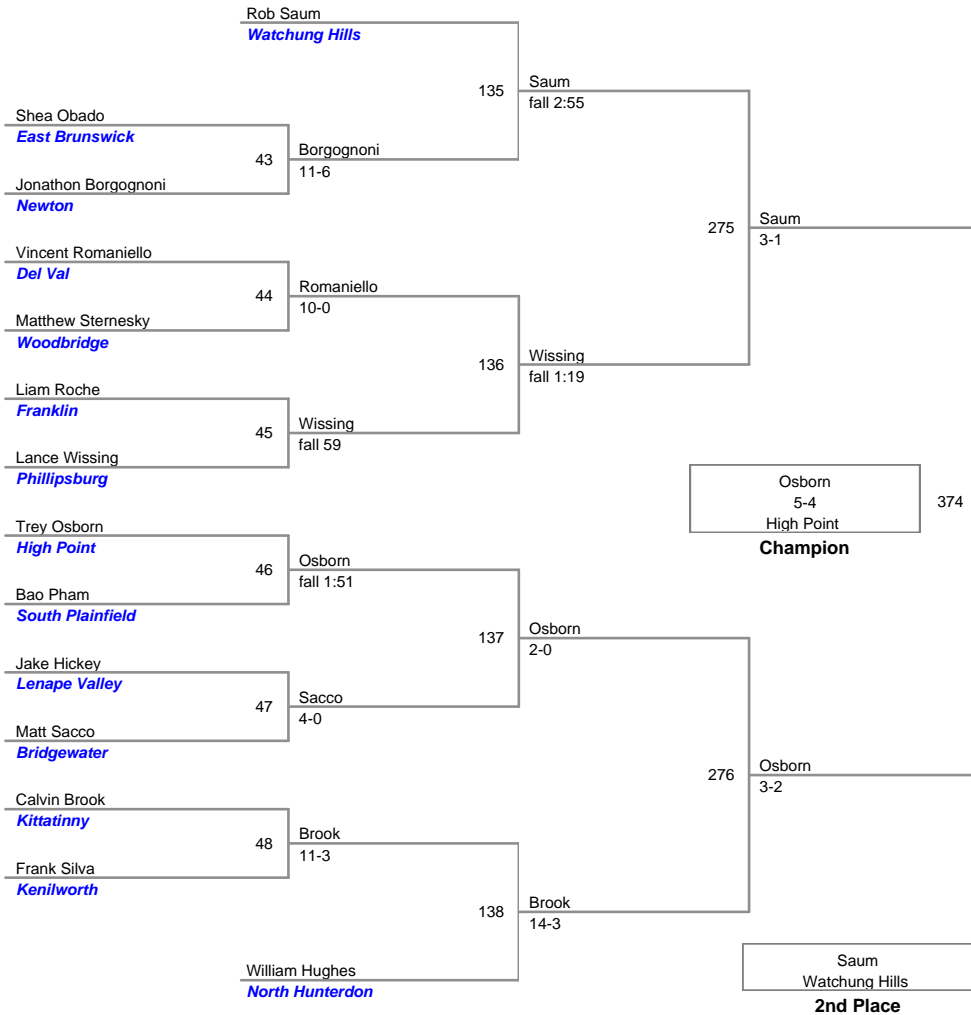 Rob Saum
Watchung Hills
135
Saum
fall 2:55
Shea Obado
East Brunswick
43
Borgognoni
11-6
Jonathon Borgognoni
Newton
275
Saum
3-1
Vincent Romaniello
Del Val
44
Romaniello
10-0
Matthew Sternesky
Woodbridge
136
Wissing
fall 1:19
Liam Roche
Franklin
45
Wissing
fall 59
Lance Wissing
Phillipsburg
Osborn
5-4
High Point
374
Champion
Trey Osborn
High Point
46
Osborn
fall 1:51
Bao Pham
South Plainfield
137
Osborn
2-0
Jake Hickey
Lenape Valley
47
Sacco
4-0
Matt Sacco
Bridgewater
276
Osborn
3-2
Calvin Brook
Kittatinny
48
Brook
11-3
Frank Silva
Kenilworth
138
Brook
14-3
William Hughes
North Hunterdon
Saum
Watchung Hills
2nd Place